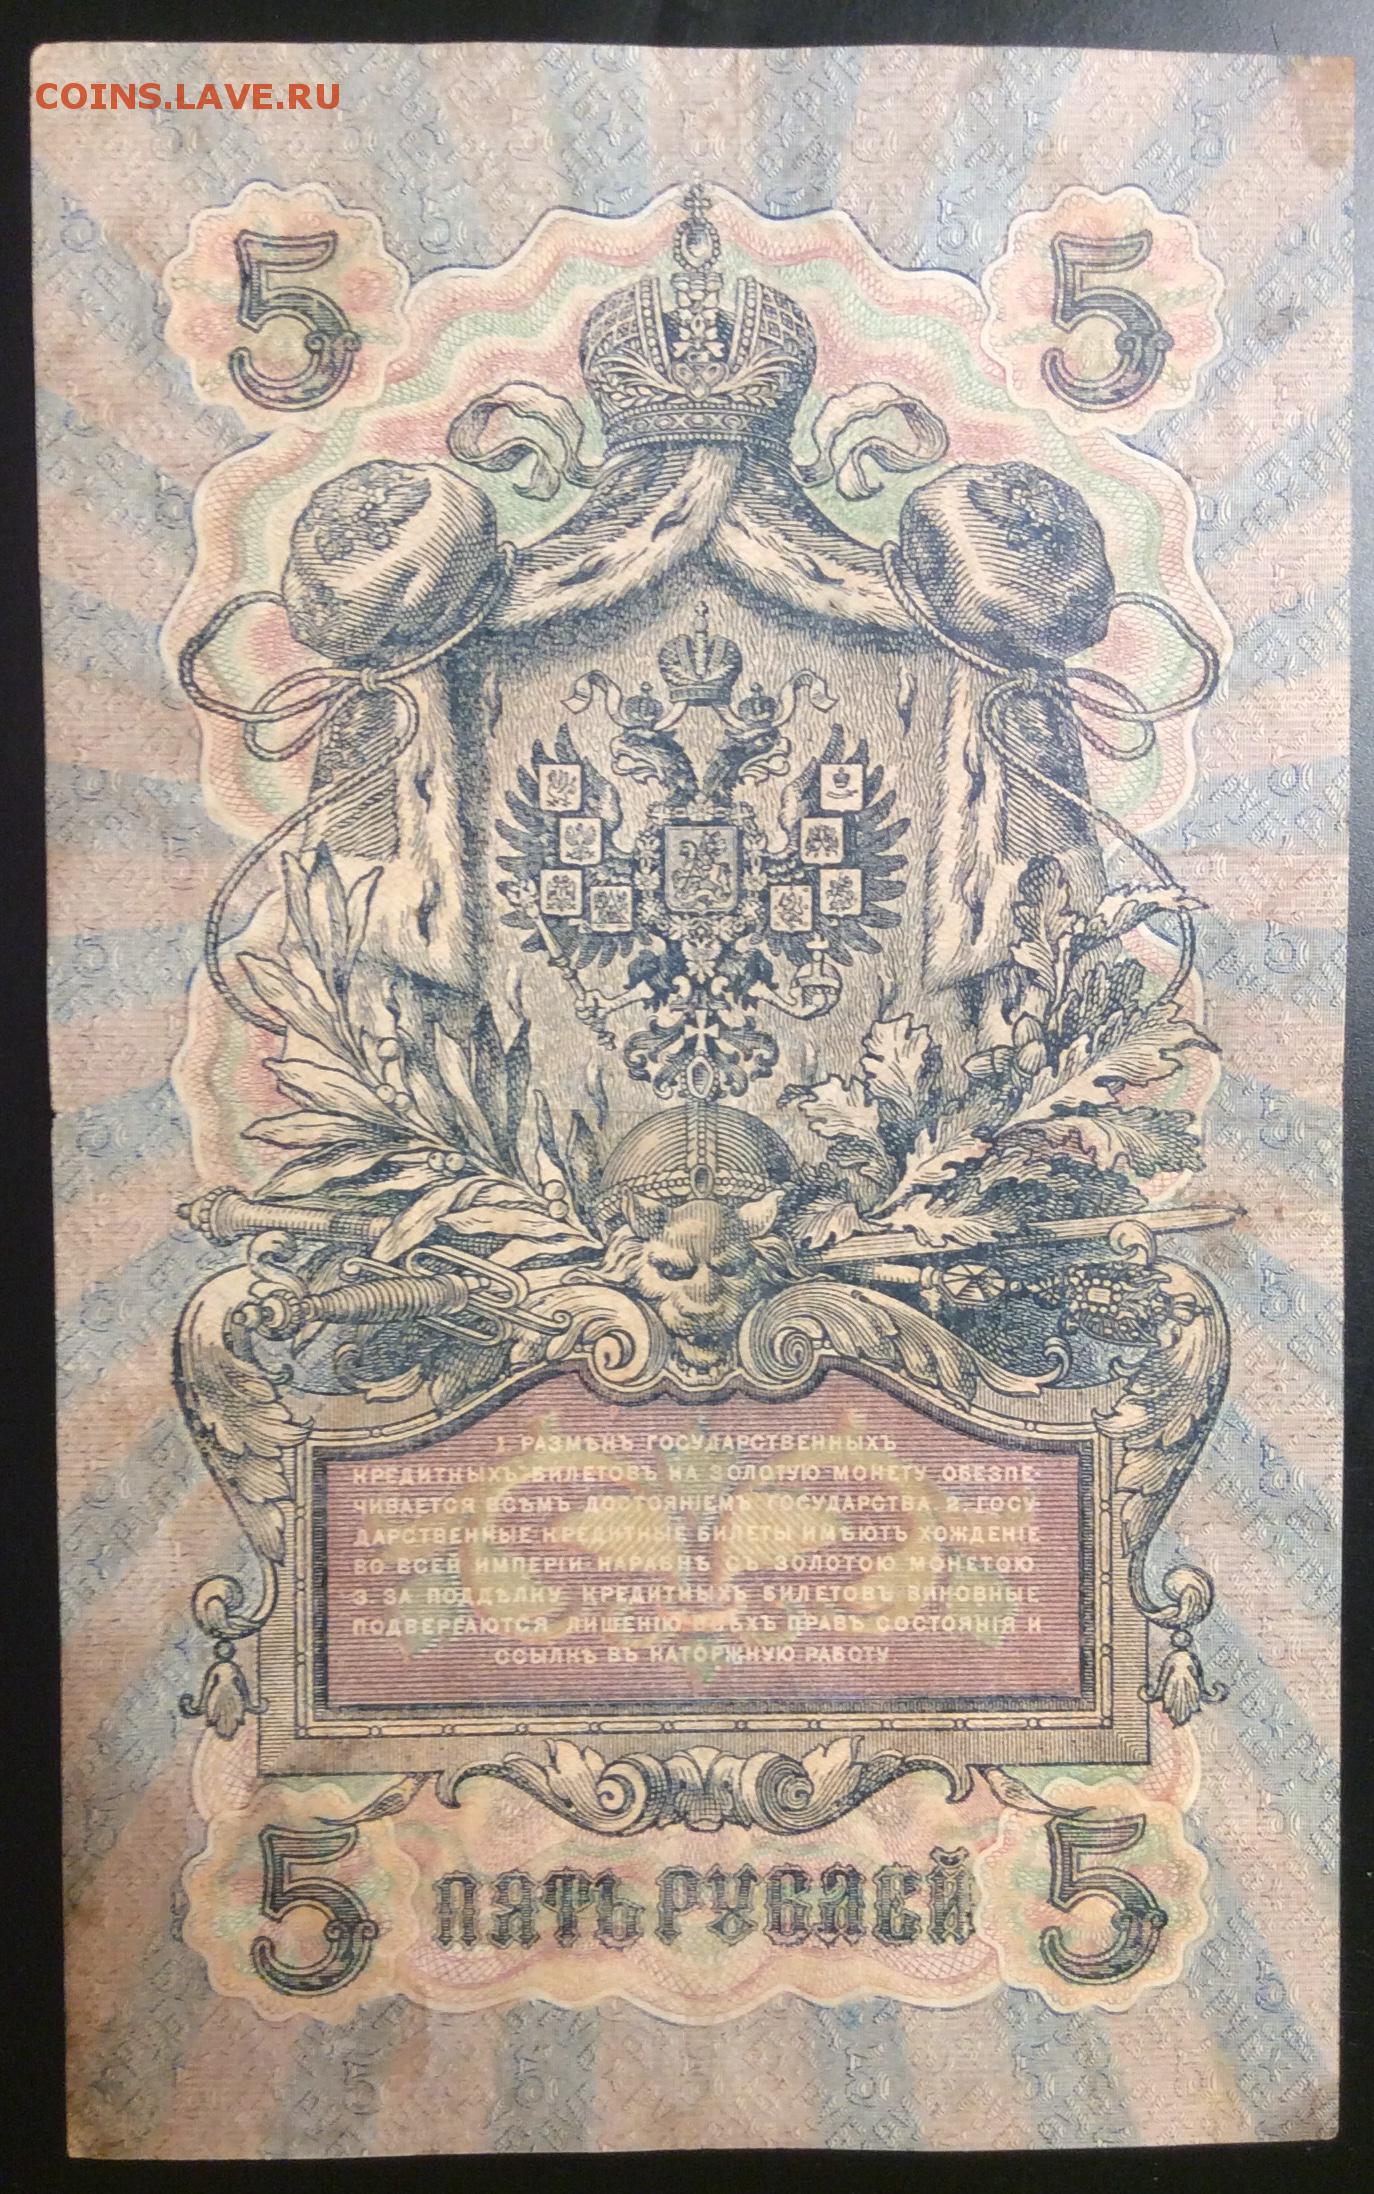 COINS.LAVE.RU
5 5
1. РАЗМѢНЪ ГОСУДАРСТВЕННЫХЪ
КРЕДИТНЫХЪ БИЛЕТОВЪ НА ЗОЛОТУЮ МОНЕТУ ОБЕЗПЕ-
ЧИВАЕТСЯ ВСѢМЪ ДОСТОЯНІЕМЪ ГОСУДАРСТВА. 2. ГОСУ-
ДАРСТВЕННЫЕ КРЕДИТНЫЕ БИЛЕТЫ ИМѢЮТЪ ХОЖДЕНІЕ
ВО ВСЕЙ ИМПЕРІИ НАРАВНѢ СЪ ЗОЛОТОЮ МОНЕТОЮ
3. ЗА ПОДДѢЛКУ КРЕДИТНЫХЪ БИЛЕТОВЪ ВИНОВНЫЕ
ПОДВЕРГАЮТСЯ ЛИШЕНІЮ ВСѢХЪ ПРАВЪ СОСТОЯНІЯ И
ССЫЛКѢ ВЪ КАТОРЖНУЮ РАБОТУ
5 ПЯТЬ РУБЛЕЙ 5